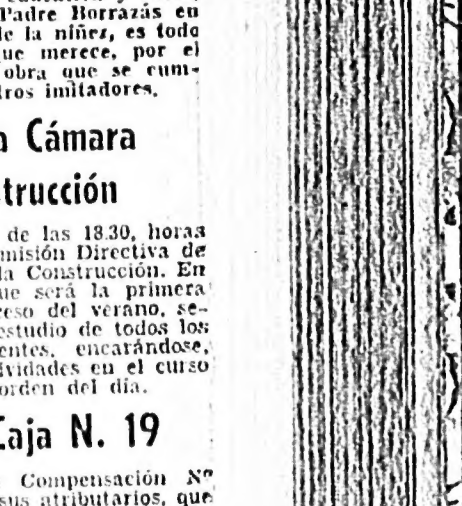 Padre Borrazás en
de la niñez, es todo
que merece, por el
obra que se cum-
tros imitadores.
Cámara
trucción
de las 18.30, horas
misión Directiva de
la Construcción. En
ue será la primera
eso del verano, se-
estudio de todos los
entes, encarándose,
ividades en el curso
orden del día.
Caja N. 19
Compensación Nº
sus atributarios, que